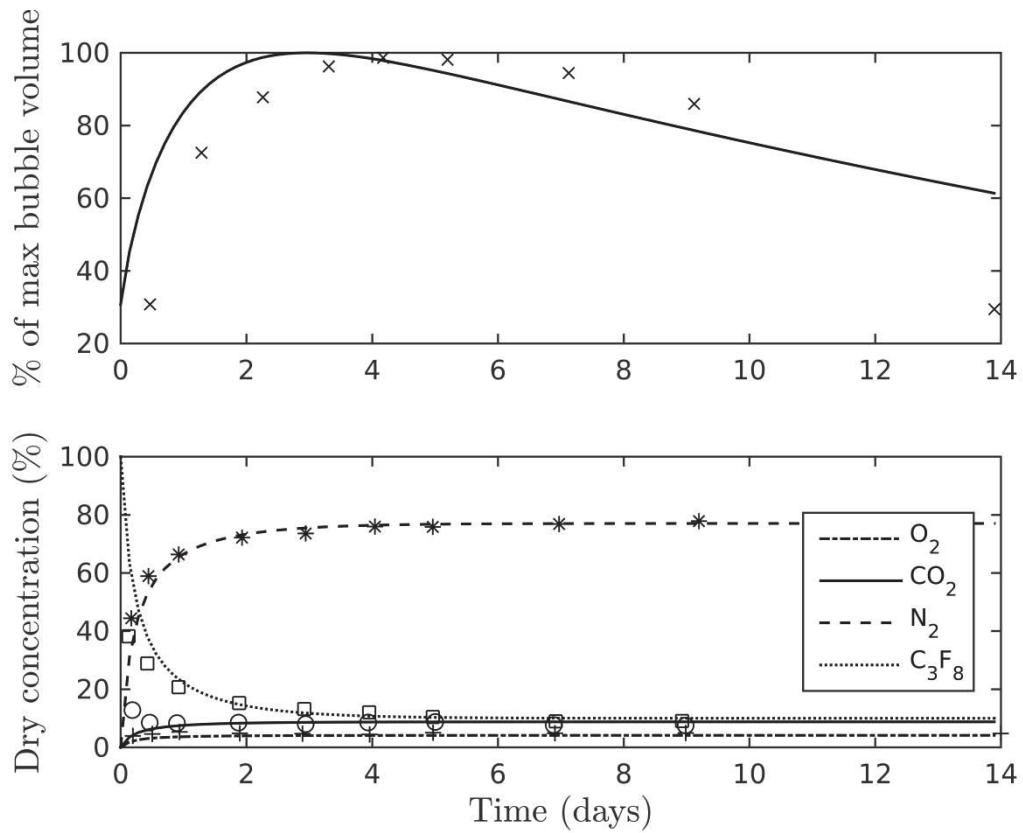 % of max bubble volume
100
80
60
40
20
0 2 4 6 8 10 12 14
Dry concentration (%)
100
80
60
40
20
0
O₂
CO₂
N₂
C₃F₈
0 2 4 6 8 10 12 14
Time (days)